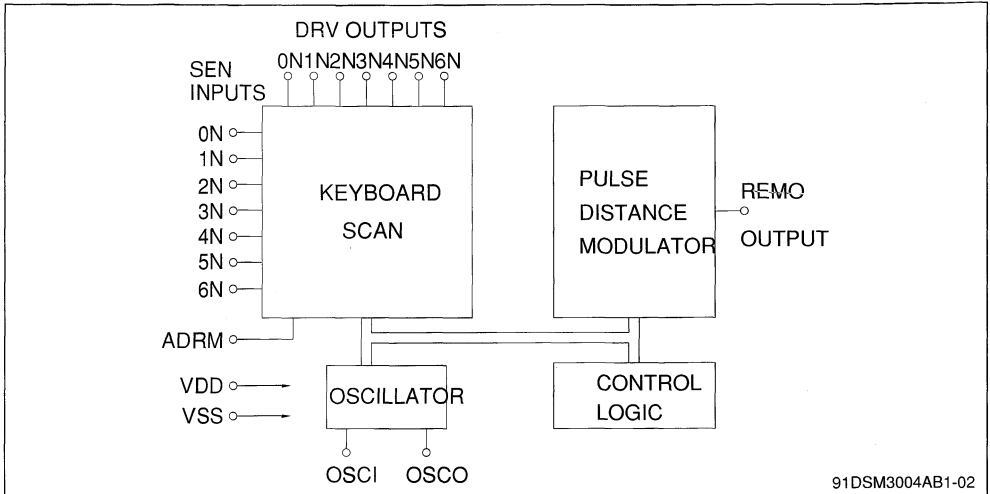 DRV OUTPUTS
0N1N2N3N4N5N6N
SEN
INPUTS
0N
1N
2N
3N
4N
5N
6N
KEYBOARD
SCAN
PULSE
DISTANCE
MODULATOR
REMO
OUTPUT
ADRM
VDD
VSS
OSCILLATOR
CONTROL
LOGIC
OSCI OSCO
91DSM3004AB1-02